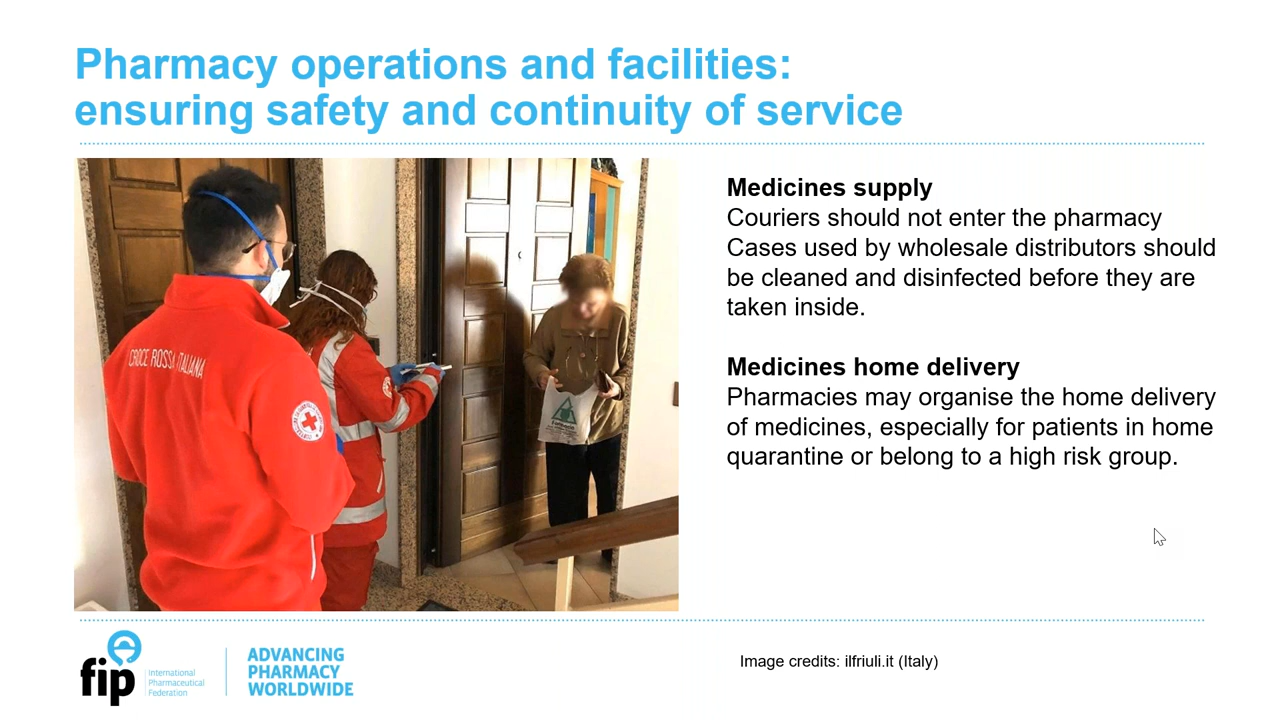 Pharmacy operations and facilities:
ensuring safety and continuity of service
CROCE ROSSA ITALIANA
Medicines supply
Couriers should not enter the pharmacy
Cases used by wholesale distributors should
be cleaned and disinfected before they are
taken inside.
Medicines home delivery
Pharmacies may organise the home delivery
of medicines, especially for patients in home
quarantine or belong to a high risk group.
fip
International
Pharmaceutical
Federation
ADVANCING
PHARMACY
WORLDWIDE
Image credits: ilfriuli.it (Italy)